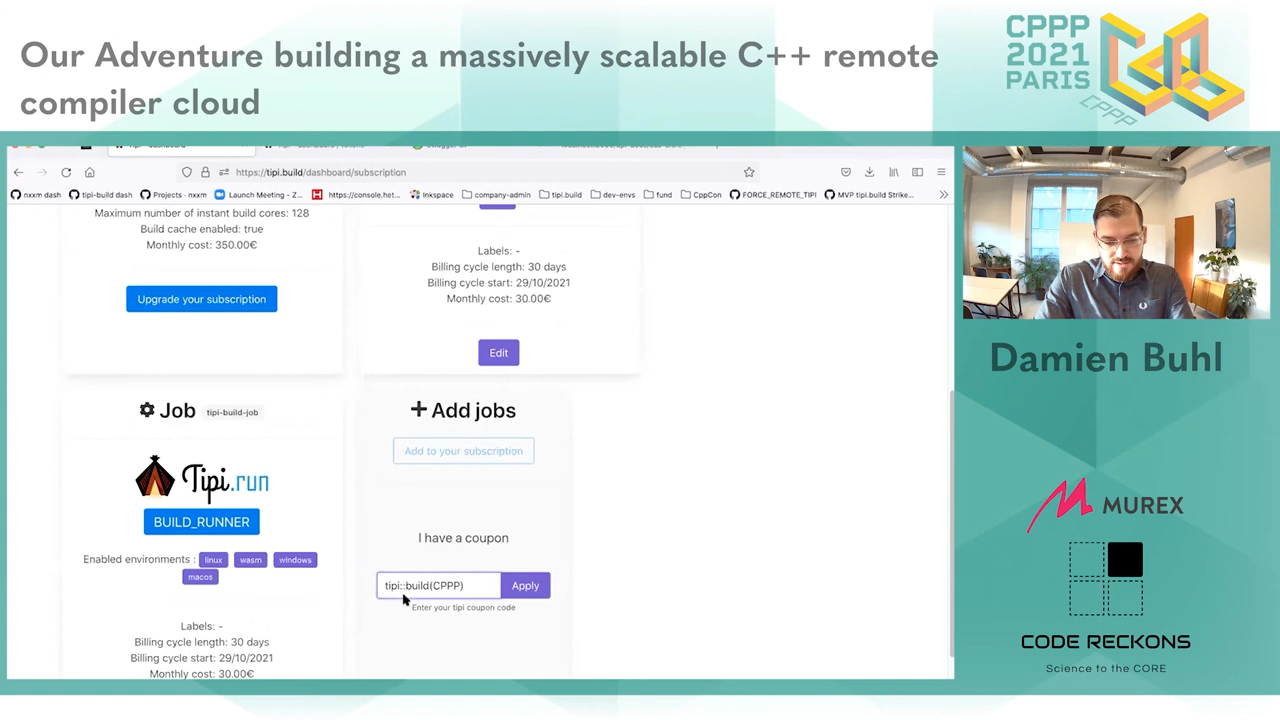 Our Adventure building a massively scalable C++ remote
compiler cloud
CPPP
2021
PARIS
CPPP
https://tipi.build/dashboard/subscription
nxxm dash
tipi-build dash
Projects - nxxm
Launch Meeting - Z...
https://console.het...
Inkspace
company-admin
tipi.build
dev-envs
fund
CppCon
FORCE_REMOTE_TIPI
MVP tipi.build Strike...
Maximum number of instant build cores: 128
Build cache enabled: true
Monthly cost: 350.00€
Upgrade your subscription
Labels: -
Billing cycle length: 30 days
Billing cycle start: 29/10/2021
Monthly cost: 30.00€
Edit
Job tipi-build-job
Tipi.run
BUILD_RUNNER
Enabled environments : linux wasm windows
macos
Labels: -
Billing cycle length: 30 days
Billing cycle start: 29/10/2021
Monthly cost: 30.00€
Add jobs
Add to your subscription
I have a coupon
tipi::build(CPPP)
Apply
Enter your tipi coupon code
Damien Buhl
MUREX
CODE RECKONS
Science to the CORE